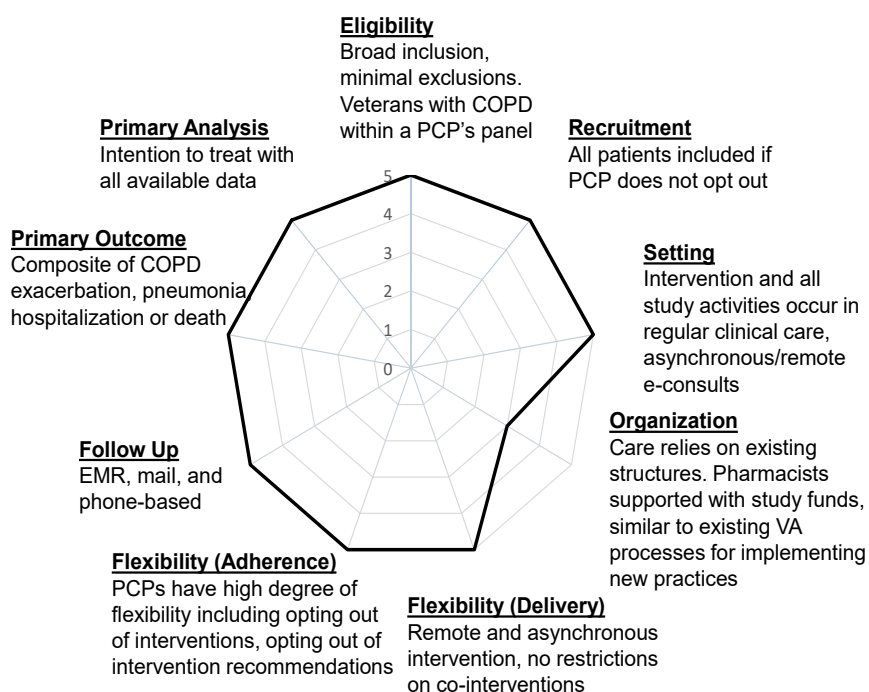 Eligibility
Broad inclusion,
minimal exclusions.
Veterans with COPD
within a PCP's panel
Primary Analysis
Intention to treat with
all available data
Recruitment
All patients included if
PCP does not opt out
Primary Outcome
Composite of COPD
exacerbation, pneumonia,
hospitalization or death
Setting
Intervention and all
study activities occur in
regular clinical care,
asynchronous/remote
e-consults
5
4
3
2
1
0
Organization
Care relies on existing
structures. Pharmacists
supported with study funds,
similar to existing VA
processes for implementing
new practices
Follow Up
EMR, mail, and
phone-based
Flexibility (Adherence)
PCPs have high degree of
flexibility including opting out
of interventions, opting out of
intervention recommendations
Flexibility (Delivery)
Remote and asynchronous
intervention, no restrictions
on co-interventions